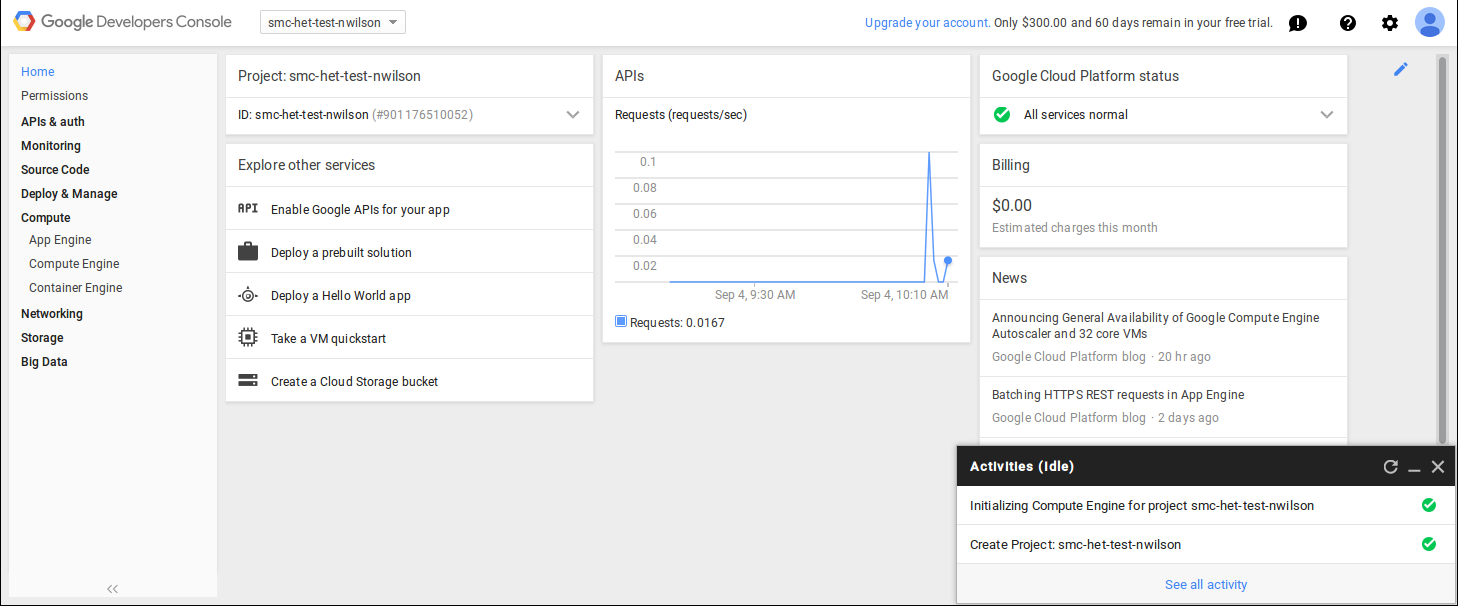 Google Developers Console
smc-het-test-nwilson
Upgrade your account. Only $300.00 and 60 days remain in your free trial.
Home
Permissions
APIs & auth
Monitoring
Source Code
Deploy & Manage
Compute
App Engine
Compute Engine
Container Engine
Networking
Storage
Big Data
Project: smc-het-test-nwilson
ID: smc-het-test-nwilson (#901176510052)
Explore other services
API Enable Google APIs for your app
Deploy a prebuilt solution
Deploy a Hello World app
Take a VM quickstart
Create a Cloud Storage bucket
APIs
Requests (requests/sec)
0.1
0.08
0.06
0.04
0.02
Sep 4, 9:30 AM
Sep 4, 10:10 AM
Requests: 0.0167
Google Cloud Platform status
All services normal
Billing
$0.00
Estimated charges this month
News
Announcing General Availability of Google Compute Engine
Autoscaler and 32 core VMs
Google Cloud Platform blog · 20 hr ago
Batching HTTPS REST requests in App Engine
Google Cloud Platform blog · 2 days ago
Activities (Idle)
Initializing Compute Engine for project smc-het-test-nwilson
Create Project: smc-het-test-nwilson
See all activity